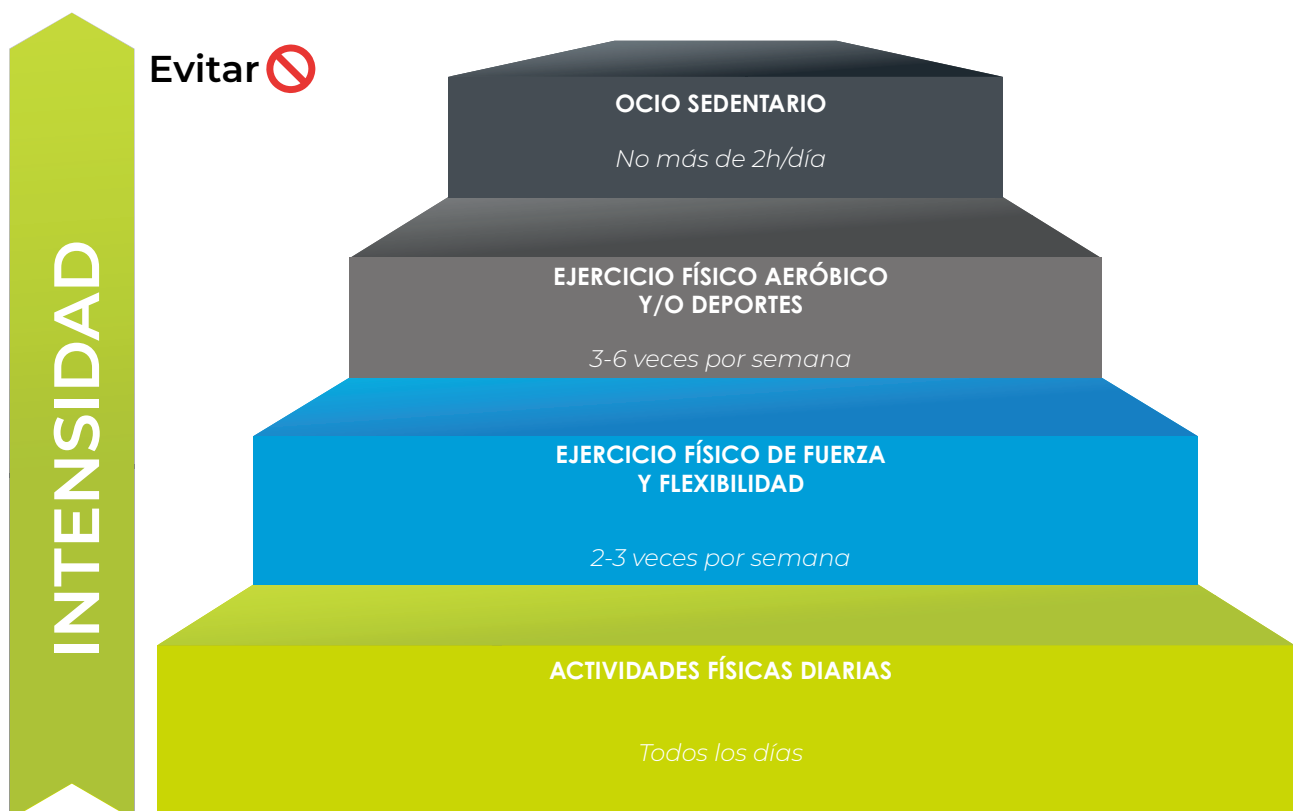 Evitar
OCIO SEDENTARIO
No más de 2h/día
EJERCICIO FÍSICO AERÓBICO
Y/O DEPORTES
3-6 veces por semana
EJERCICIO FÍSICO DE FUERZA
Y FLEXIBILIDAD
2-3 veces por semana
ACTIVIDADES FÍSICAS DIARIAS
Todos los días
INTENSIDAD